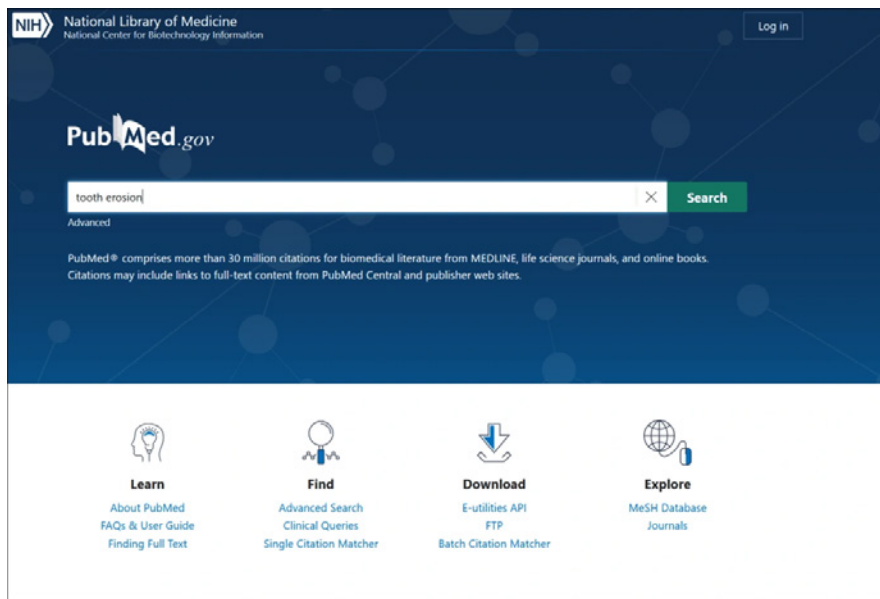 NIH National Library of Medicine
National Center for Biotechnology Information
Log in
PubMed.gov
tooth erosion
Search
Advanced
PubMed® comprises more than 30 million citations for biomedical literature from MEDLINE, life science journals, and online books.
Citations may include links to full-text content from PubMed Central and publisher web sites.
Learn
About PubMed
FAQs & User Guide
Finding Full Text
Find
Advanced Search
Clinical Queries
Single Citation Matcher
Download
E-utilities API
FTP
Batch Citation Matcher
Explore
MeSH Database
Journals